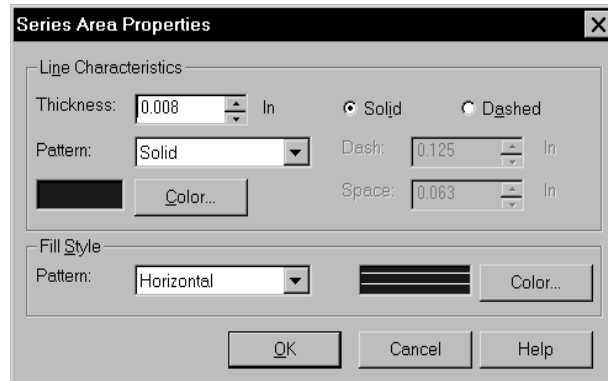 Series Area Properties
Line Characteristics
Thickness: 0.008 In Solid Dashed
Pattern: Solid Dash: 0.125 In
Color... Space: 0.063 In
Fill Style
Pattern: Horizontal Color...
OK Cancel Help